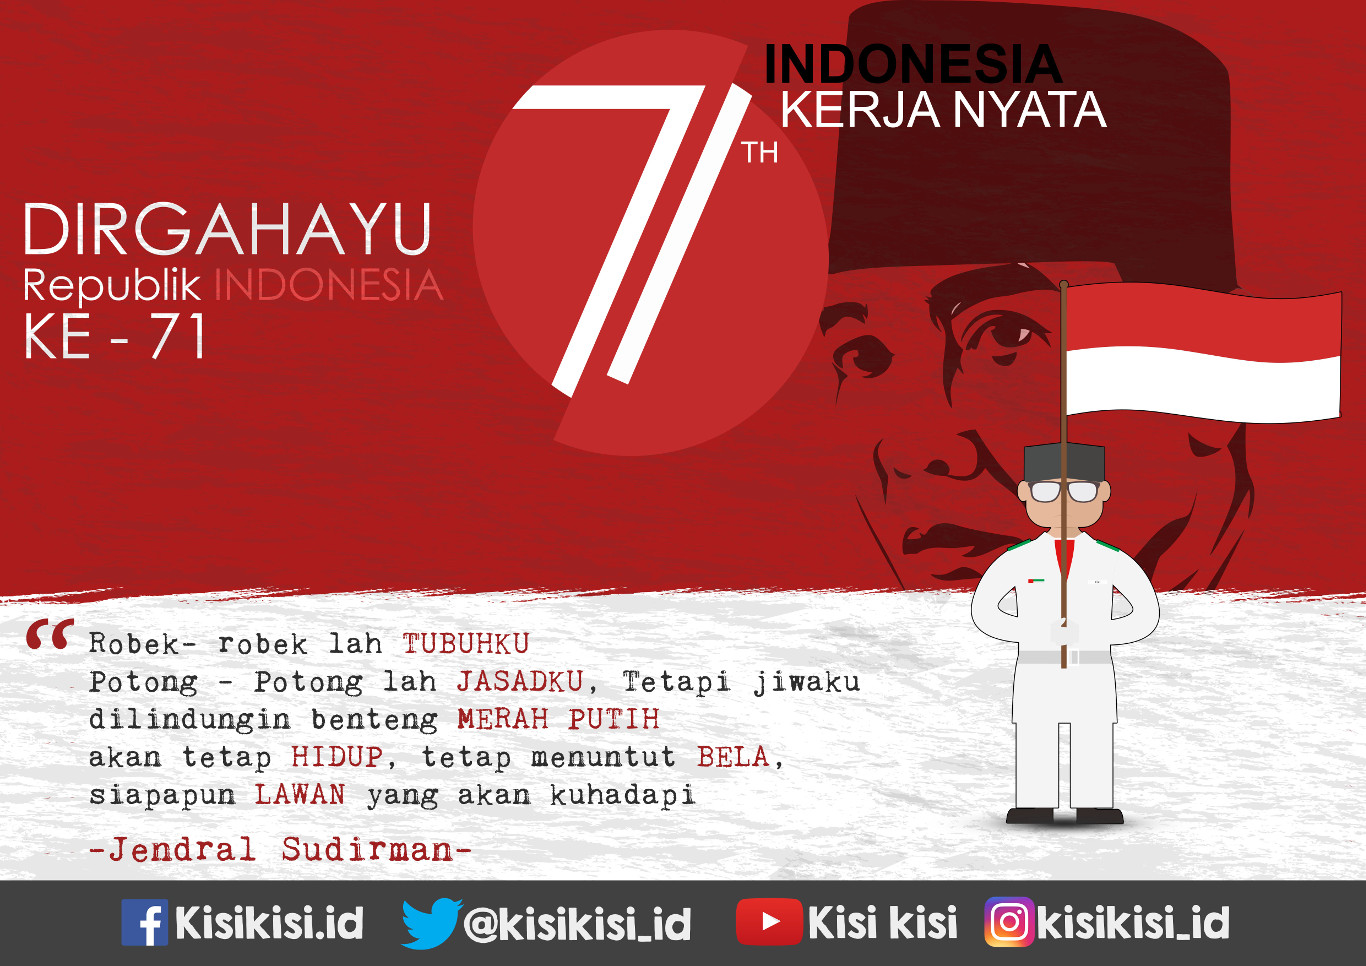 INDONESIA
KERJA NYATA
71 TH
DIRGAHAYU
Republik INDONESIA
KE - 71
“ Robek- robek lah TUBUHKU
Potong - Potong lah JASADKU, Tetapi jiwaku
dilindungin benteng MERAH PUTIH
akan tetap HIDUP, tetap menuntut BELA,
siapapun LAWAN yang akan kuhadapi
-Jendral Sudirman-
Kisikisi.id @kisikisi_id Kisi kisi kisikisi_id